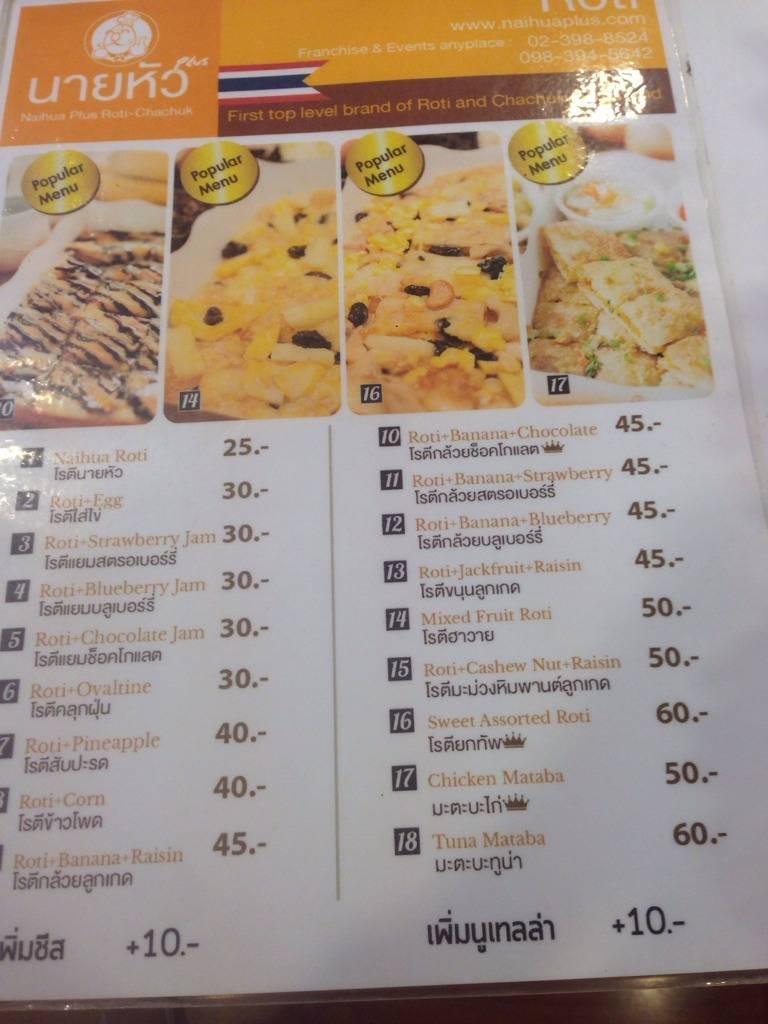 Roti
www.naihuaplus.com
Franchise & Events anyplace : 02-398-8524
098-394-5642
นายหัว Plus
Naihua Plus Roti-Chachuk
First top level brand of Roti and
Popular Menu
Popular Menu
Popular Menu
Popular Menu
14
16
17
Naihua Roti 25.-
โรตีนายหัว
2 Roti+Egg 30.-
โรตีใส่ไข่
3 Roti+Strawberry Jam 30.-
โรตีแยมสตรอเบอร์รี่
4 Roti+Blueberry Jam 30.-
โรตีแยมบลูเบอร์รี่
5 Roti+Chocolate Jam 30.-
โรตีแยมช็อคโกแลต
6 Roti+Ovaltine 30.-
โรตีคลุกฝุ่น
7 Roti+Pineapple 40.-
โรตีสับปะรด
Roti+Corn 40.-
โรตีข้าวโพด
Roti+Banana+Raisin 45.-
โรตีกล้วยลูกเกด
เพิ่มชีส +10.-
10 Roti+Banana+Chocolate 45.-
โรตีกล้วยช็อคโกแลต
11 Roti+Banana+Strawberry 45.-
โรตีกล้วยสตรอเบอร์รี่
12 Roti+Banana+Blueberry 45.-
โรตีกล้วยบลูเบอร์รี่
13 Roti+Jackfruit+Raisin 45.-
โรตีขนุนลูกเกด
14 Mixed Fruit Roti 50.-
โรตีฮาวาย
15 Roti+Cashew Nut+Raisin 50.-
โรตีมะม่วงหิมพานต์ลูกเกด
16 Sweet Assorted Roti 60.-
โรตียกทัพ
17 Chicken Mataba 50.-
มะตะบะไก่
18 Tuna Mataba 60.-
มะตะบะทูน่า
เพิ่มนูเทลล่า +10.-